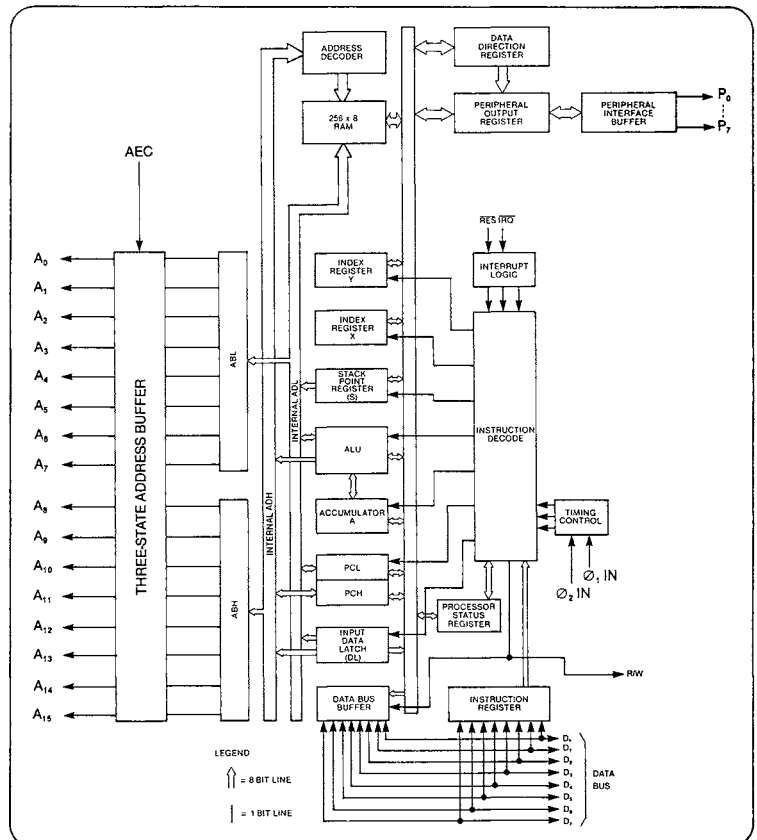 ADDRESS
DECODER
DATA
DIRECTION
REGISTER
256 x 8
RAM
PERIPHERAL
OUTPUT
REGISTER
PERIPHERAL
INTERFACE
BUFFER
P₀
P₇
AEC
RES IRQ
INTERRUPT
LOGIC
A₀
A₁
A₂
A₃
A₄
A₅
A₆
A₇
A₈
A₉
A₁₀
A₁₁
A₁₂
A₁₃
A₁₄
A₁₅
THREE-STATE ADDRESS BUFFER
ABL
ABH
INTERNAL ADH
INTERNAL ADL
INDEX
REGISTER
Y
INDEX
REGISTER
X
STACK
POINT
REGISTER
(S)
ALU
ACCUMULATOR
A
PCL
PCH
INPUT
DATA
LATCH
(DL)
DATA BUS
BUFFER
INSTRUCTION
DECODE
TIMING
CONTROL
Ø₁ IN
Ø₂ IN
PROCESSOR
STATUS
REGISTER
R/W
INSTRUCTION
REGISTER
D₀
D₁
D₂
D₃
D₄
D₅
D₆
D₇
DATA
BUS
LEGEND
= 8 BIT LINE
= 1 BIT LINE